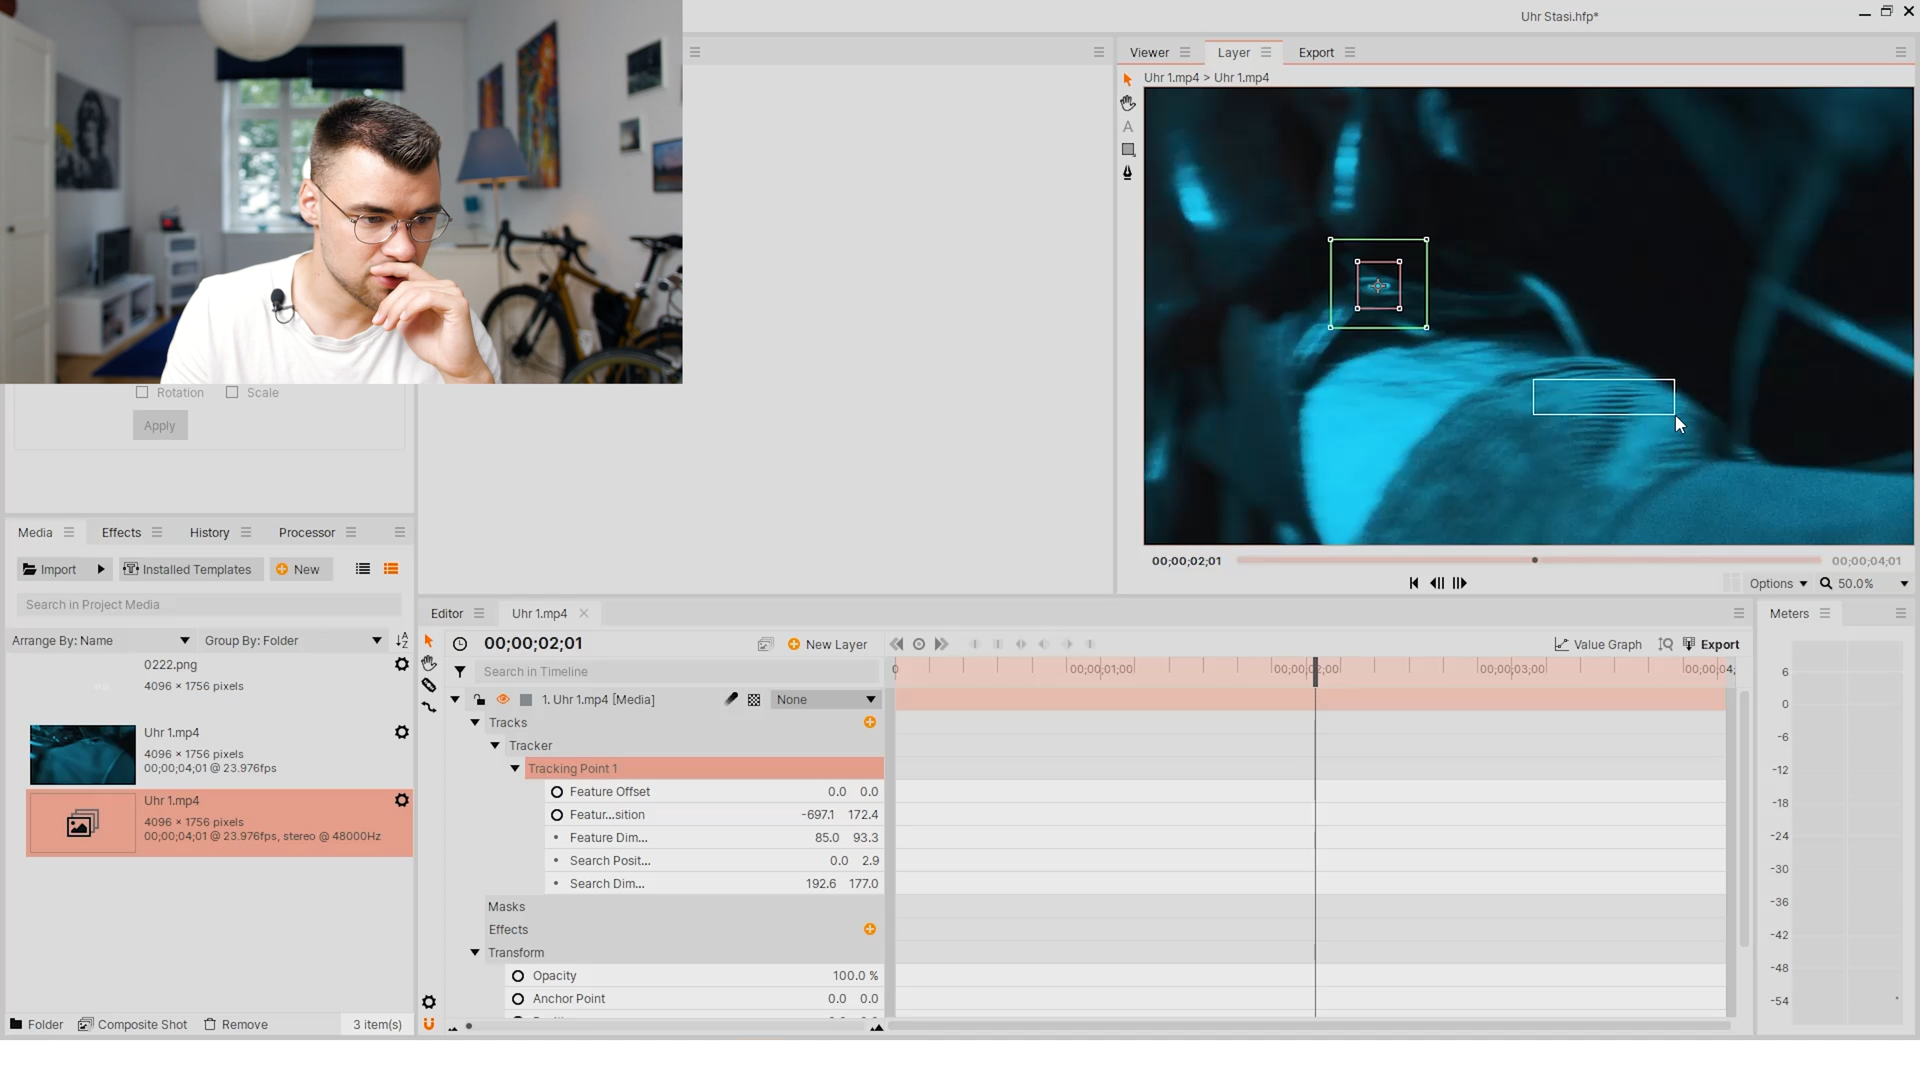 Uhr Stasi.hfp*
Viewer
Layer
Export
Uhr 1.mp4 > Uhr 1.mp4
A
Rotation
Scale
Apply
00;00;02;01
00;00;04;01
Options
50.0%
Media
Effects
History
Processor
Import
Installed Templates
New
Search in Project Media
Arrange By: Name
Group By: Folder
0222.png
4096 × 1756 pixels
Uhr 1.mp4
4096 × 1756 pixels
00;00;04;01 @ 23.976fps
Uhr 1.mp4
4096 × 1756 pixels
00;00;04;01 @ 23.976fps, stereo @ 48000Hz
Folder
Composite Shot
Remove
3 item(s)
Editor
Uhr 1.mp4
00;00;02;01
New Layer
Value Graph
Export
Search in Timeline
0
00;00;01;00
00;00;02;00
00;00;03;00
00;00;04;
1. Uhr 1.mp4 [Media]
None
Tracks
Tracker
Tracking Point 1
Feature Offset 0.0 0.0
Featur...sition -697.1 172.4
Feature Dim... 85.0 93.3
Search Posit... 0.0 2.9
Search Dim... 192.6 177.0
Masks
Effects
Transform
Opacity 100.0 %
Anchor Point 0.0 0.0
Meters
6
0
-6
-12
-18
-24
-30
-36
-42
-48
-54